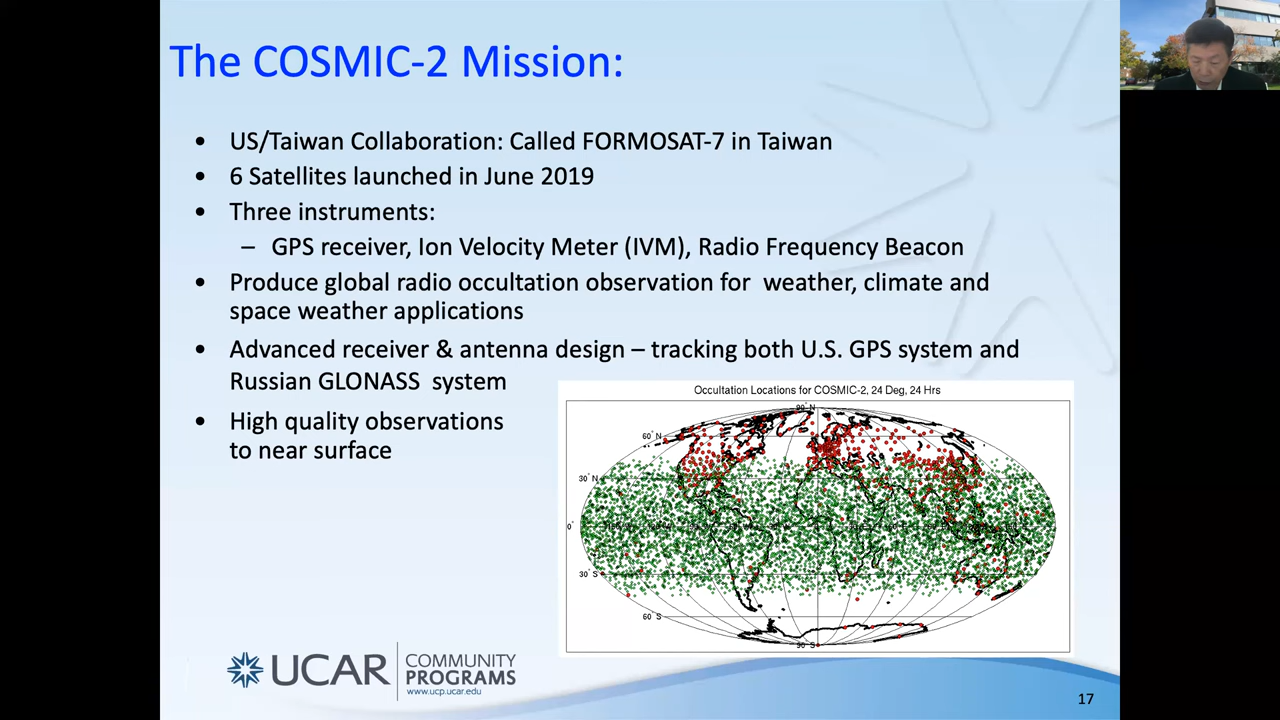 The COSMIC-2 Mission:
• US/Taiwan Collaboration: Called FORMOSAT-7 in Taiwan
• 6 Satellites launched in June 2019
• Three instruments:
– GPS receiver, Ion Velocity Meter (IVM), Radio Frequency Beacon
• Produce global radio occultation observation for weather, climate and
space weather applications
• Advanced receiver & antenna design – tracking both U.S. GPS system and
Russian GLONASS system
• High quality observations
to near surface
Occultation Locations for COSMIC-2, 24 Deg, 24 Hrs
90° N
60° N
30° N
0°
30° S
60° S
90° S
UCAR
COMMUNITY
PROGRAMS
www.ucp.ucar.edu
17